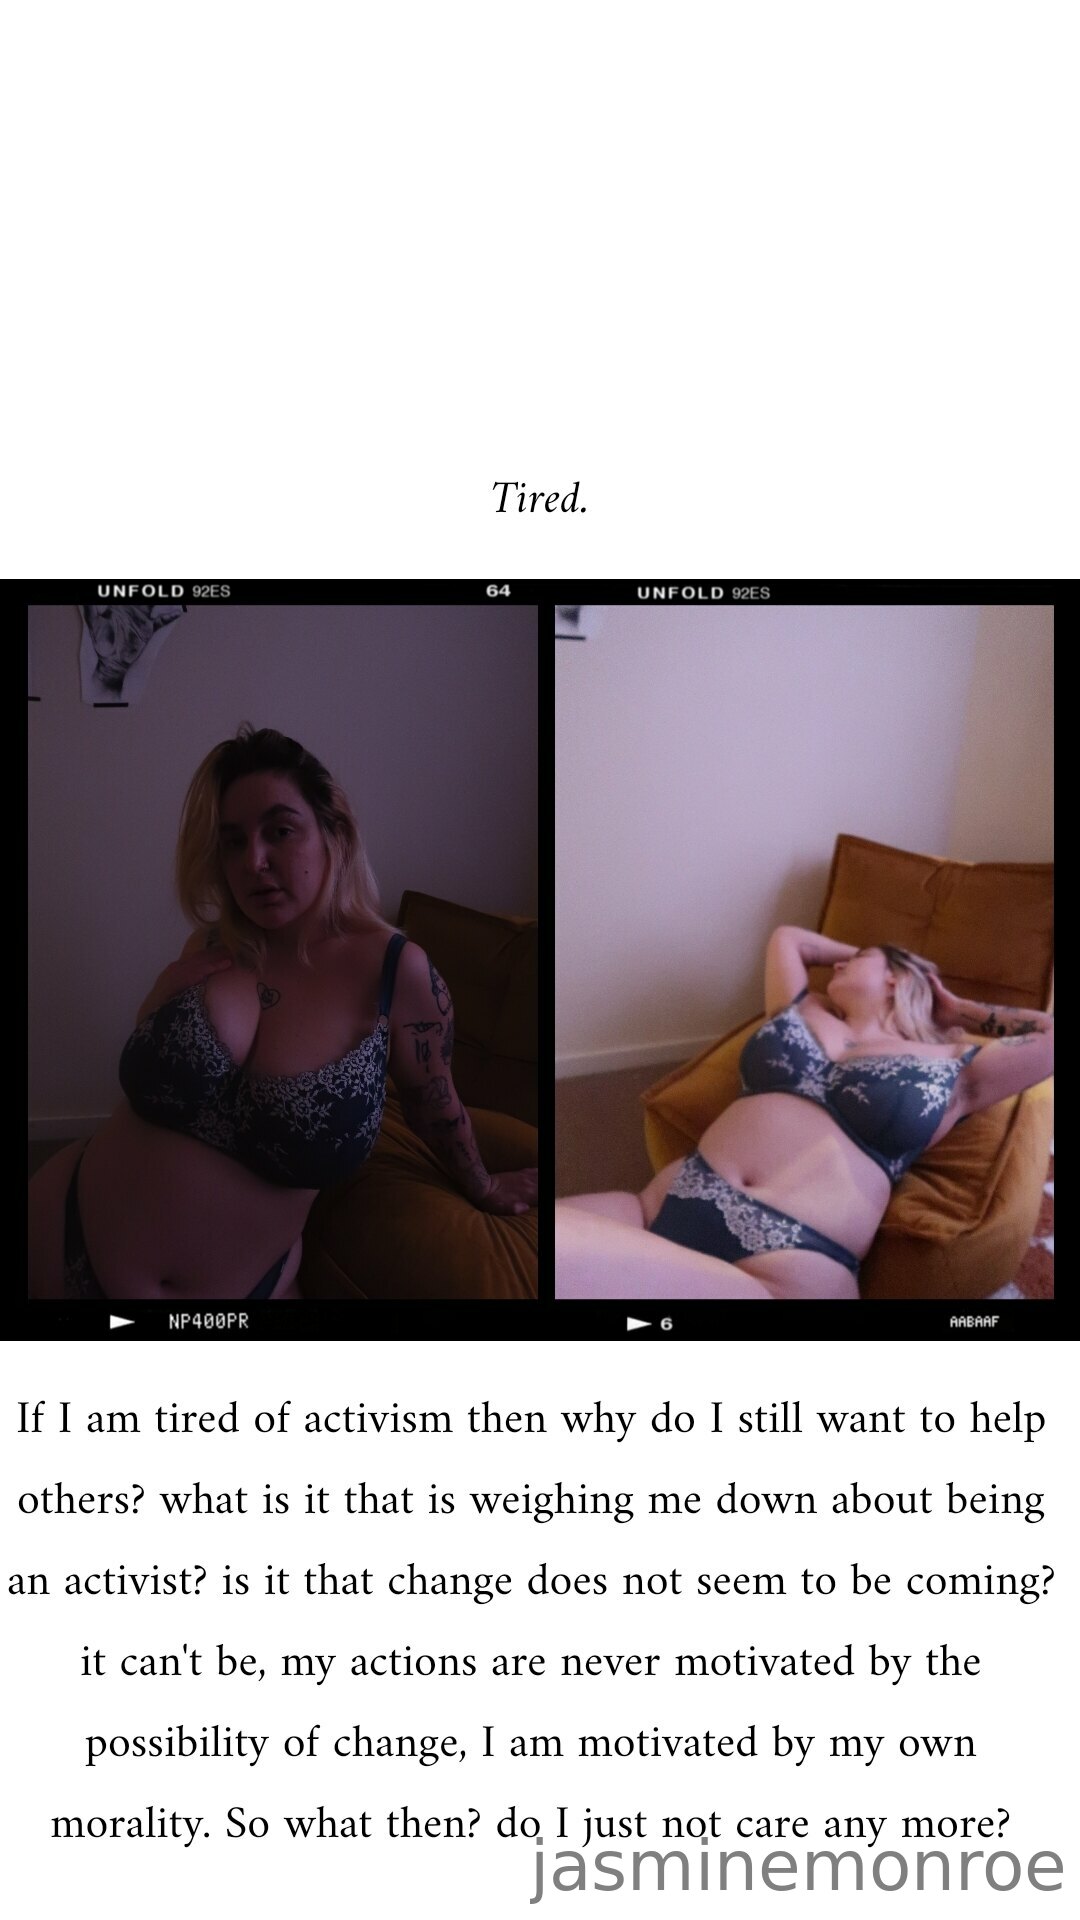 Tired.
UNFOLD 92ES 64 UNFOLD 92ES
NP400PR 6 AABAAF
If I am tired of activism then why do I still want to help
others? what is it that is weighing me down about being
an activist? is it that change does not seem to be coming?
it can't be, my actions are never motivated by the
possibility of change, I am motivated by my own
morality. So what then? do I just not care any more?
jasminemonroe